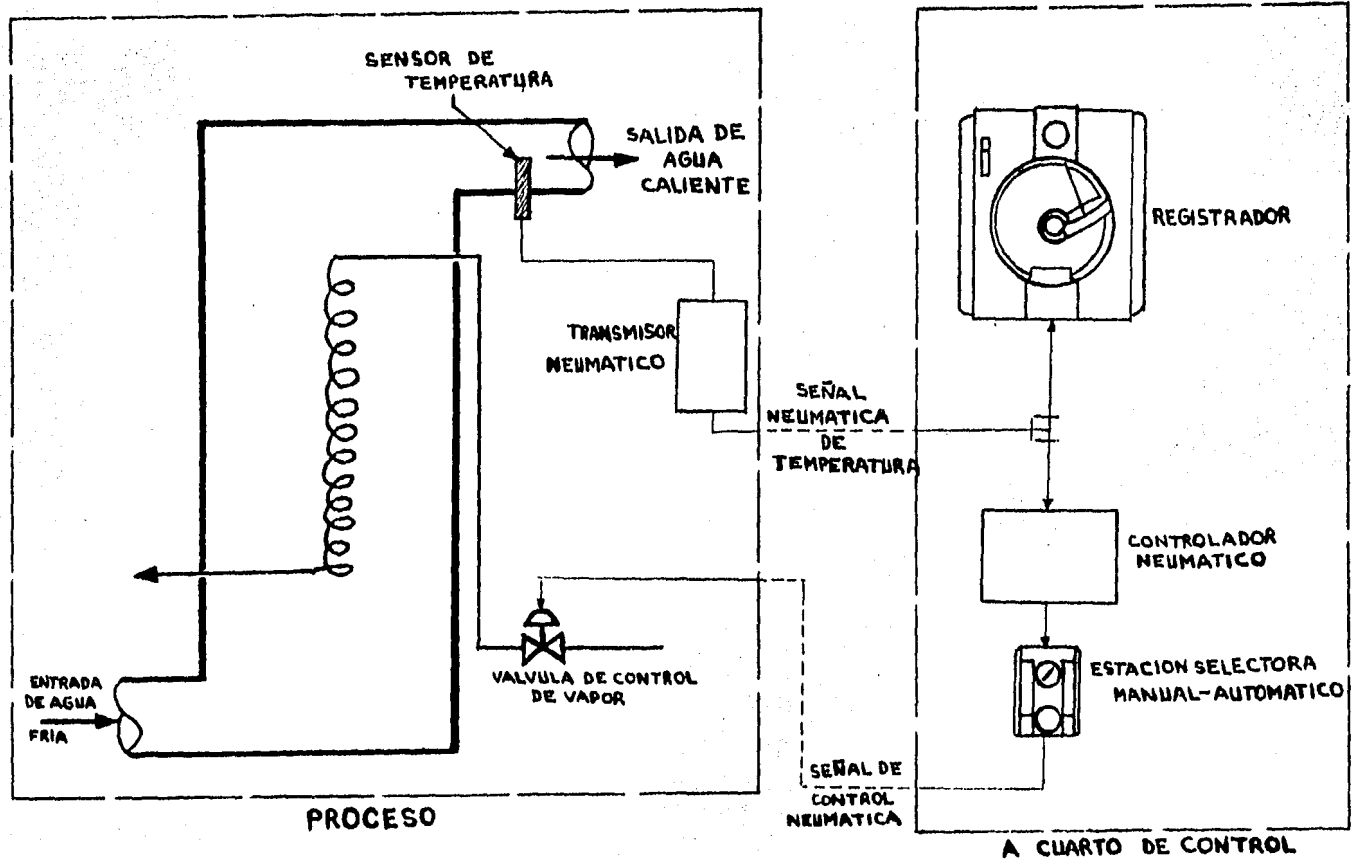 SENSOR DE
TEMPERATURA
SALIDA DE
AGUA
CALIENTE
TRANSMISOR
NEUMATICO
ENTRADA
DE AGUA
FRIA
VALVULA DE CONTROL
DE VAPOR
PROCESO
SEÑAL
NEUMATICA
DE
TEMPERATURA
SEÑAL DE
CONTROL
NEUMATICA
REGISTRADOR
CONTROLADOR
NEUMATICO
ESTACION SELECTORA
MANUAL-AUTOMATICO
A CUARTO DE CONTROL